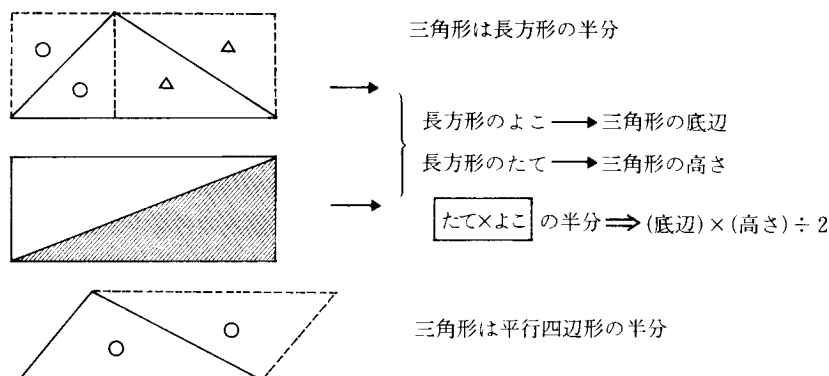 三角形は長方形の半分
長方形のよこ→三角形の底辺
長方形のたて→三角形の高さ
たて×よこ の半分⇒(底辺)×(高さ)÷2
三角形は平行四辺形の半分